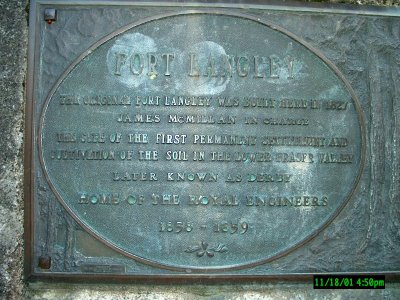 FORT LANGLEY
THE ORIGINAL FORT LANGLEY WAS BUILT HERE IN 1827
JAMES McMILLAN IN CHARGE
THE SITE OF THE FIRST PERMANENT SETTLEMENT AND
CULTIVATION OF THE SOIL IN THE LOWER FRASER VALLEY
LATER KNOWN AS DERBY
HOME OF THE ROYAL ENGINEERS
1858 - 1859
11/18/01 4:50pm